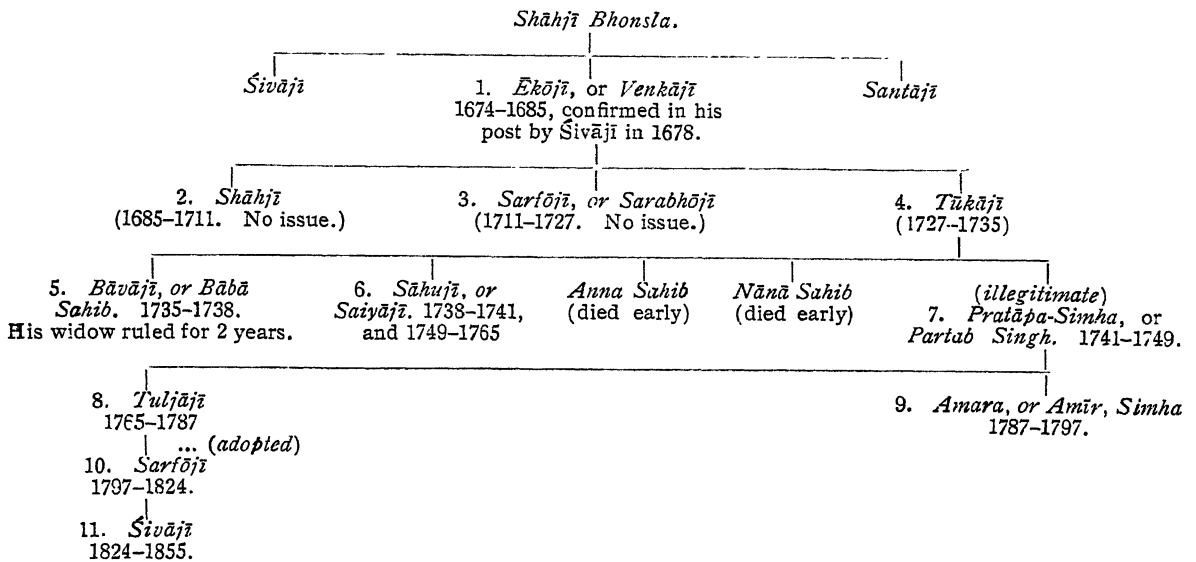 Shāhjī Bhonsla.
Śivājī
1. Ēkōjī, or Venkājī
1674–1685, confirmed in his
post by Śivājī in 1678.
Santājī
2. Shāhjī
(1685–1711. No issue.)
3. Sarfōjī, or Sarabhōjī
(1711–1727. No issue.)
4. Tūkājī
(1727–1735)
5. Bāvājī, or Bābā
Sahib. 1735–1738.
His widow ruled for 2 years.
6. Sāhujī, or
Saiyājī. 1738–1741,
and 1749–1765
Anna Sahib
(died early)
Nānā Sahib
(died early)
(illegitimate)
7. Pratāpa-Simha, or
Partab Singh. 1741–1749.
8. Tuljājī
1765–1787
... (adopted)
9. Amara, or Amīr, Simha
1787–1797.
10. Sarfōjī
1797–1824.
11. Śivājī
1824–1855.